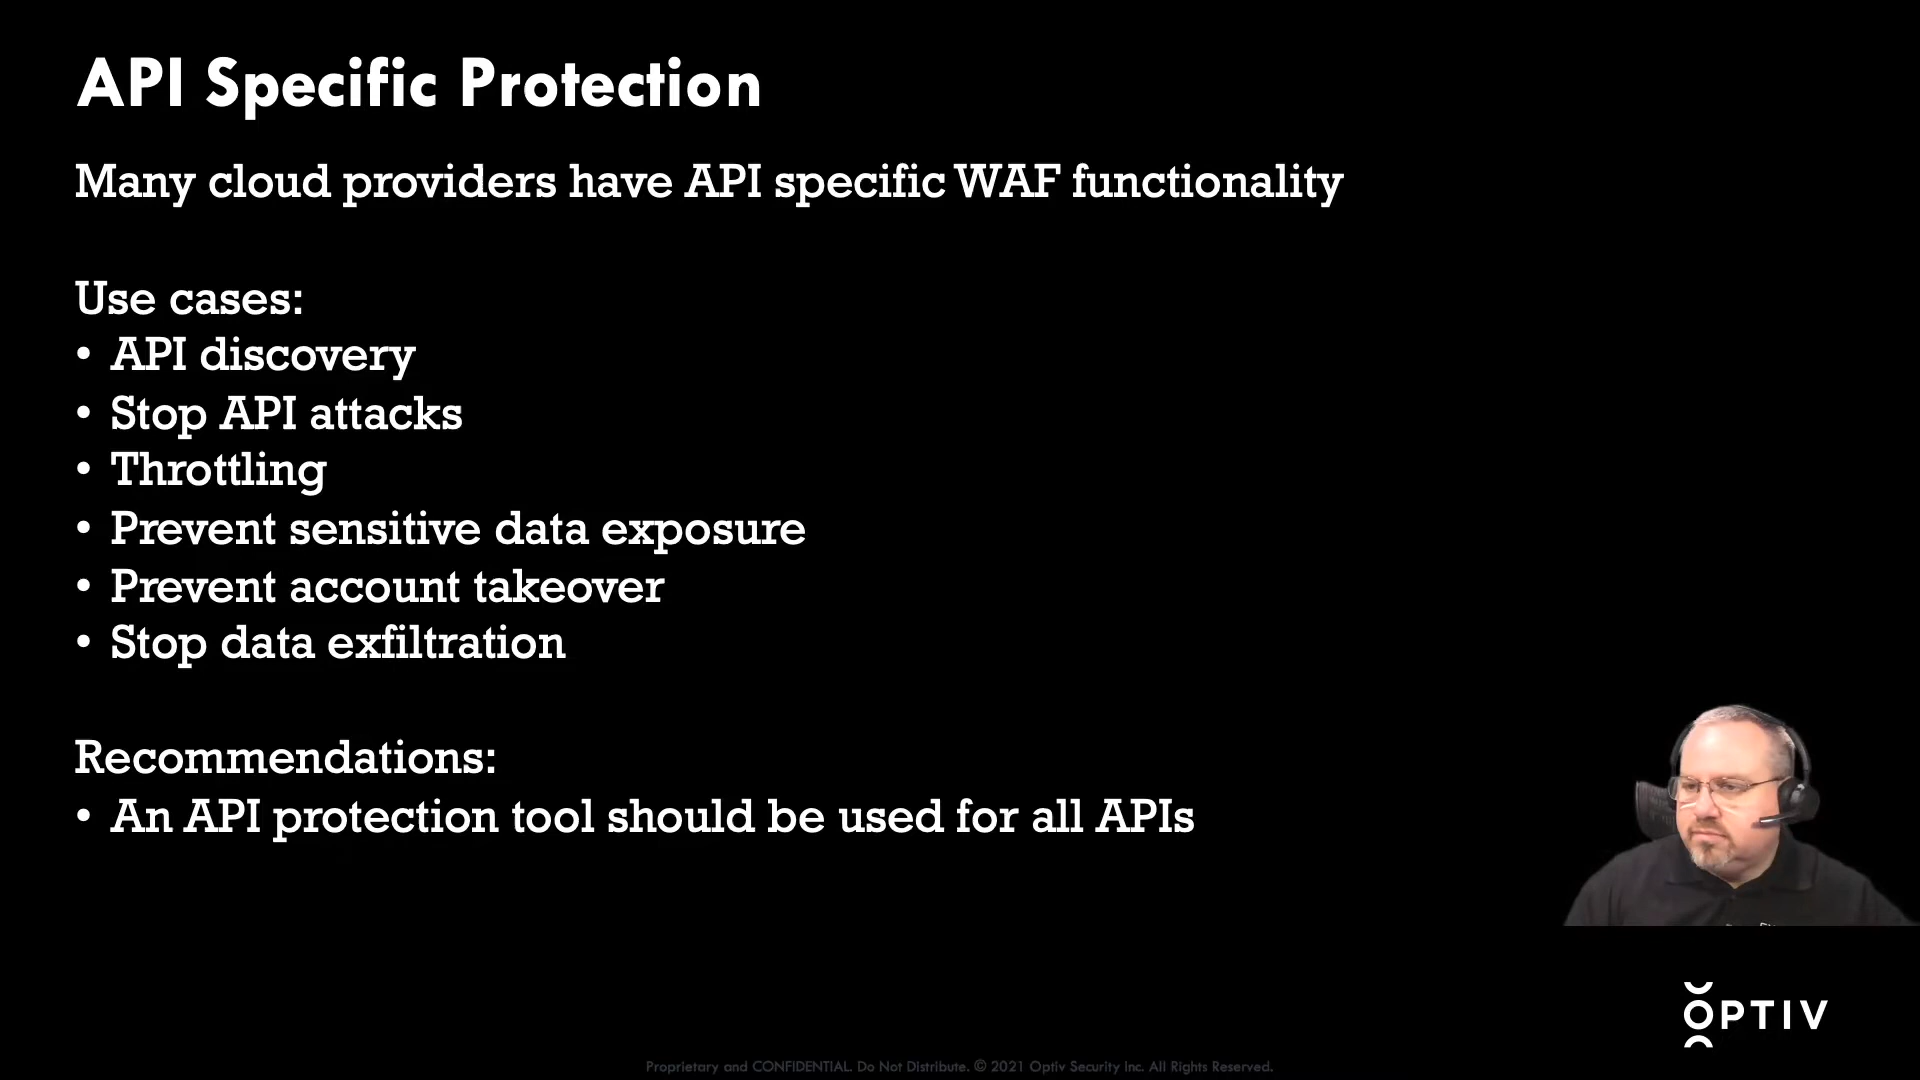 API Specific Protection
Many cloud providers have API specific WAF functionality
Use cases:
• API discovery
• Stop API attacks
• Throttling
• Prevent sensitive data exposure
• Prevent account takeover
• Stop data exfiltration
Recommendations:
• An API protection tool should be used for all APIs
OPTIV
Proprietary and CONFIDENTIAL. Do Not Distribute. © 2021 Optiv Security Inc. All Rights Reserved.